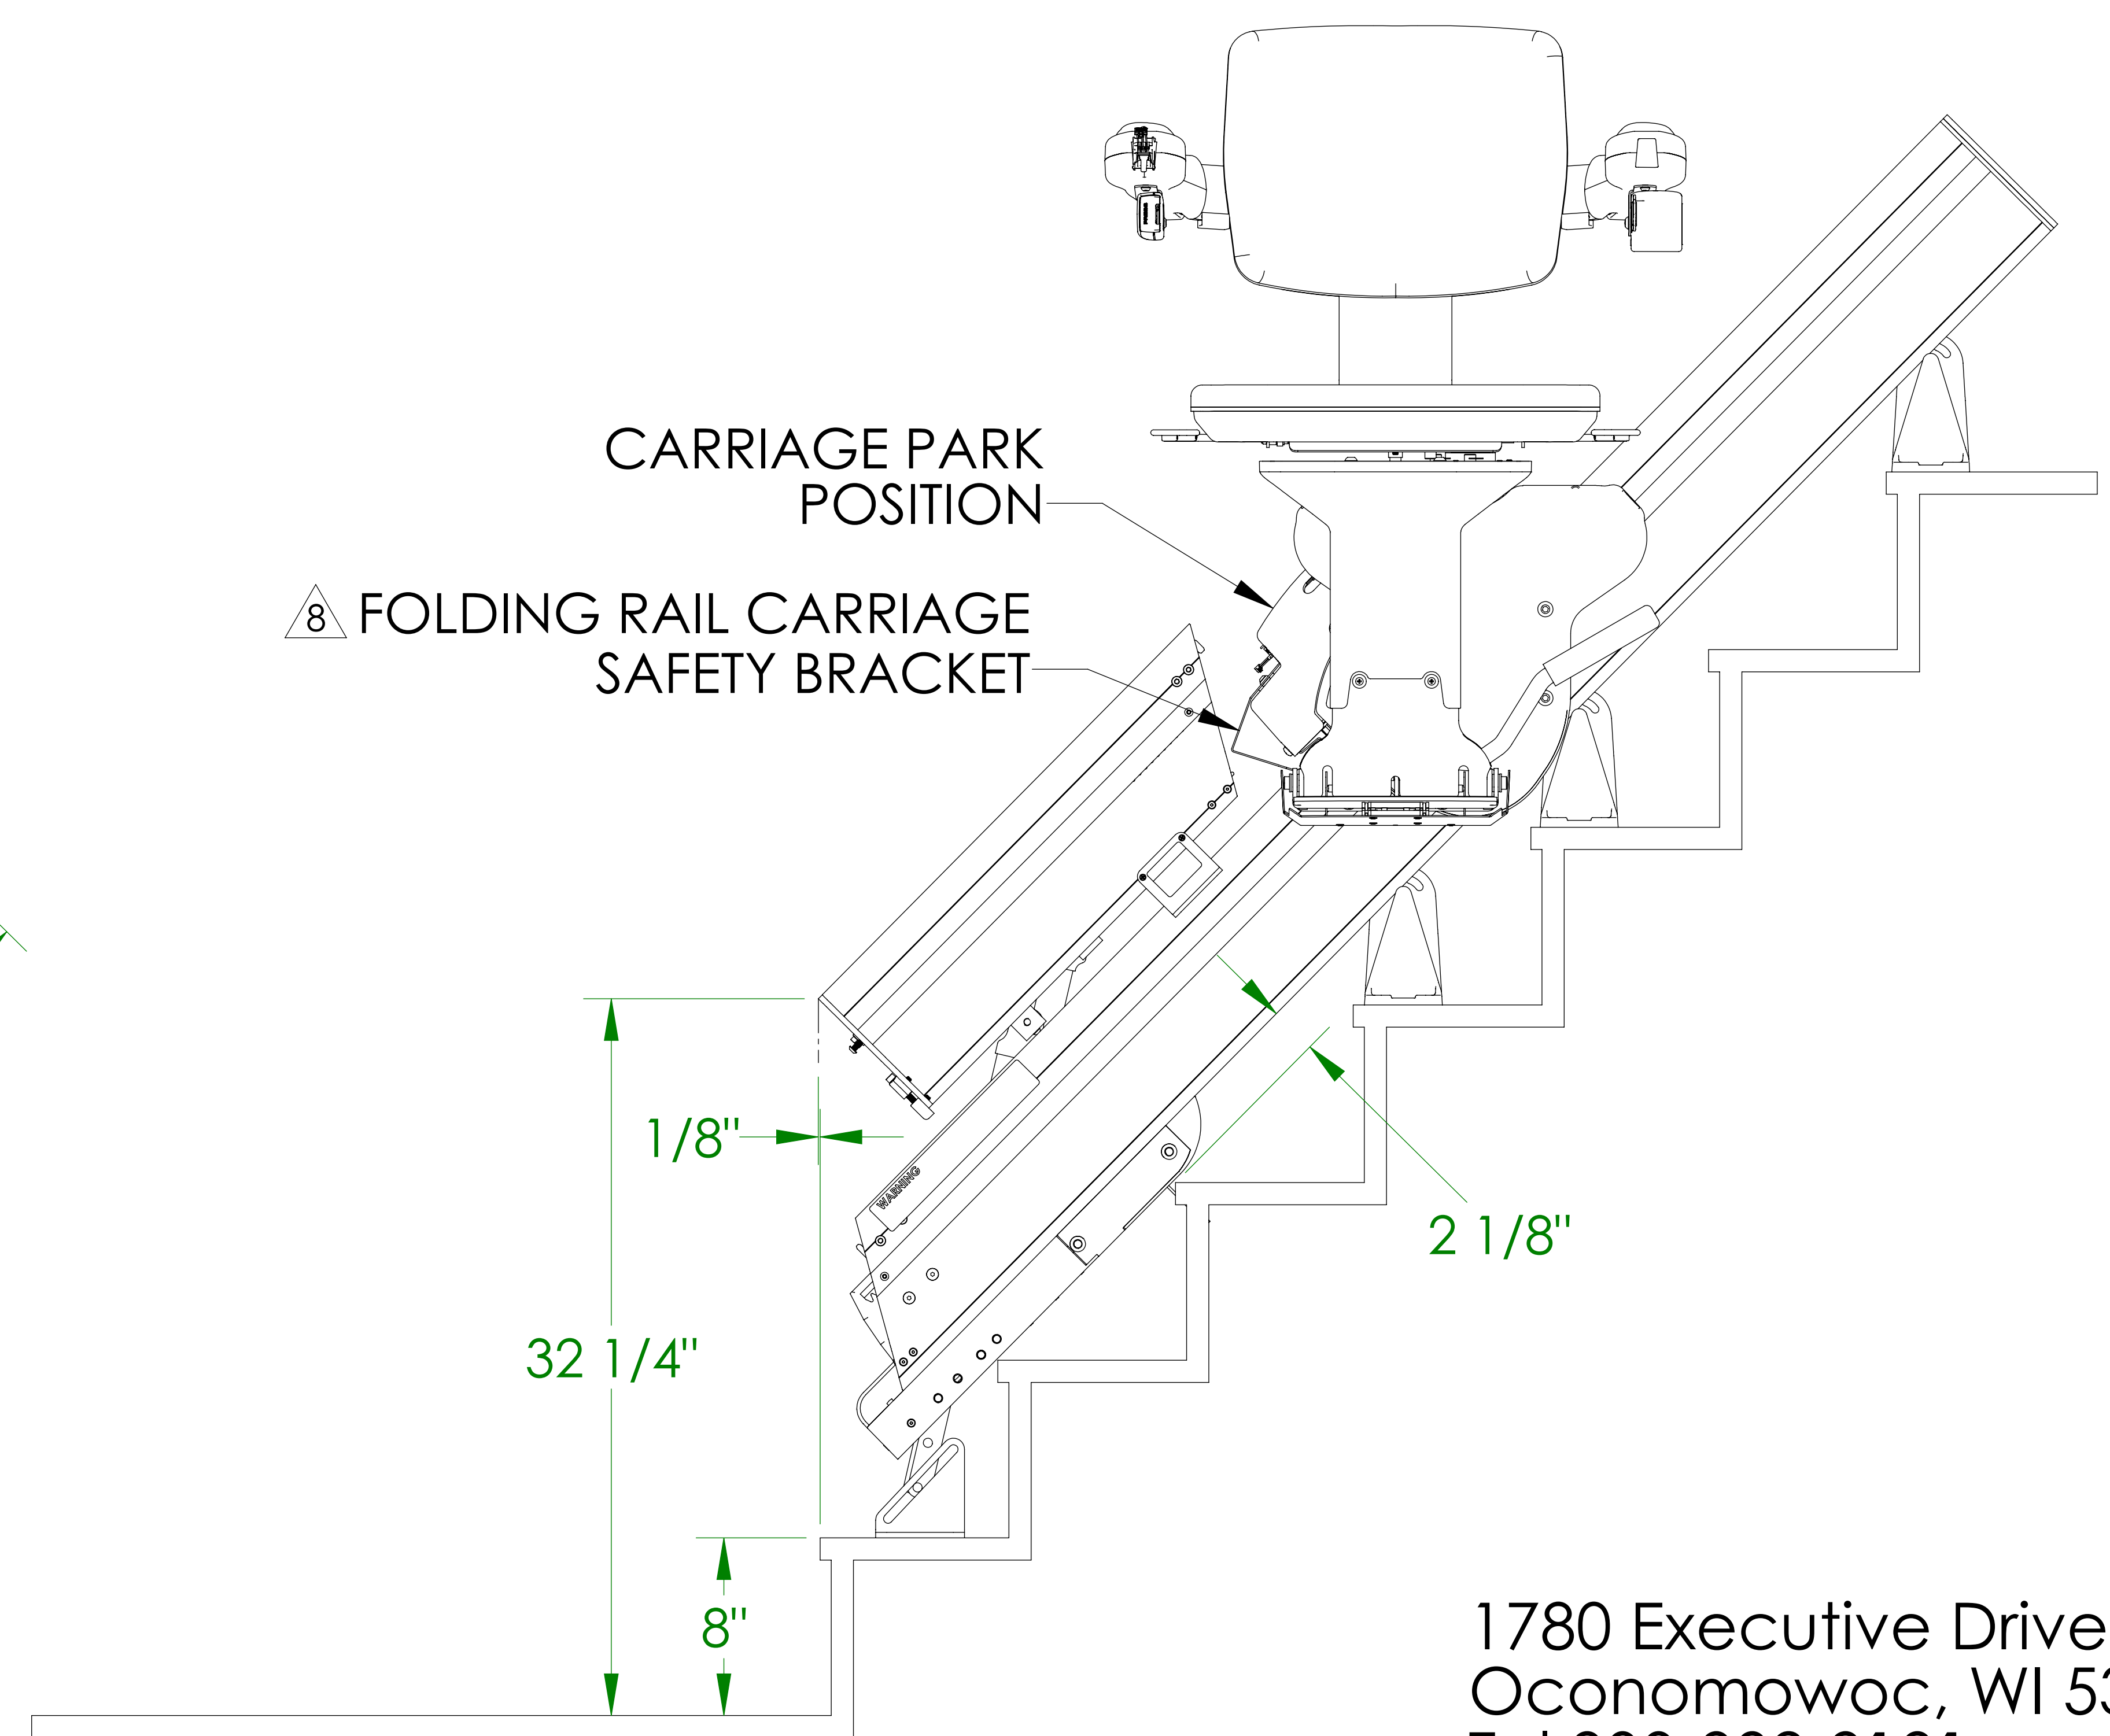 CARRIAGE PARK
POSITION
8 FOLDING RAIL CARRIAGE
SAFETY BRACKET
1/8"
WARNING
2 1/8"
32 1/4"
8"
1780 Executive Drive
Oconomowoc, WI